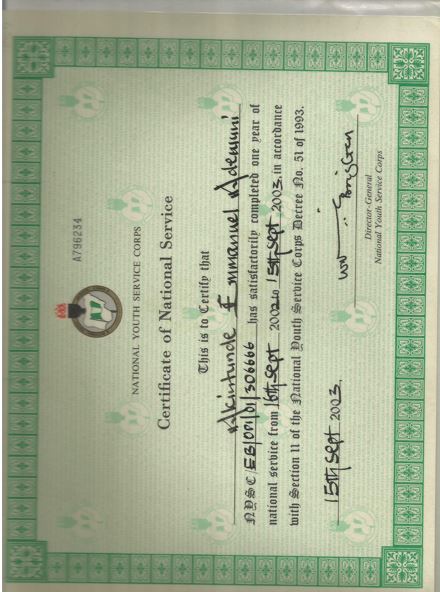 A796234
NATIONAL YOUTH SERVICE CORPS
Certificate of National Service
This is to Certify that
Akintunde Emmanuel Ademuni
NYSC/EB/001/01/306666 has satisfactorily completed one year of
national service from 16th Sept 2002 to 15th Sept 2003, in accordance
with Section 11 of the National Youth Service Corps Decree No. 51 of 1993.
15th Sept 2003.
Director-General
National Youth Service Corps